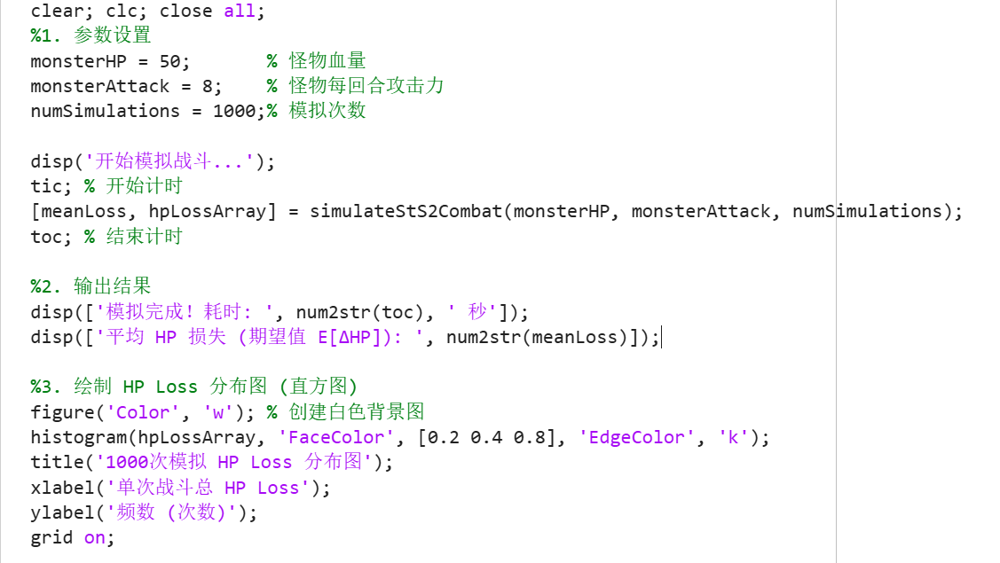 clear; clc; close all;
%1. 参数设置
monsterHP = 50;       % 怪物血量
monsterAttack = 8;    % 怪物每回合攻击力
numSimulations = 1000;% 模拟次数
disp('开始模拟战斗...');
tic; % 开始计时
[meanLoss, hpLossArray] = simulateStS2Combat(monsterHP, monsterAttack, numSimulations);
toc; % 结束计时
%2. 输出结果
disp(['模拟完成! 耗时: ', num2str(toc), ' 秒']);
disp(['平均 HP 损失 (期望值 E[ΔHP]): ', num2str(meanLoss)]);
%3. 绘制 HP Loss 分布图 (直方图)
figure('Color', 'w'); % 创建白色背景图
histogram(hpLossArray, 'FaceColor', [0.2 0.4 0.8], 'EdgeColor', 'k');
title('1000次模拟 HP Loss 分布图');
xlabel('单次战斗总 HP Loss');
ylabel('频数 (次数)');
grid on;